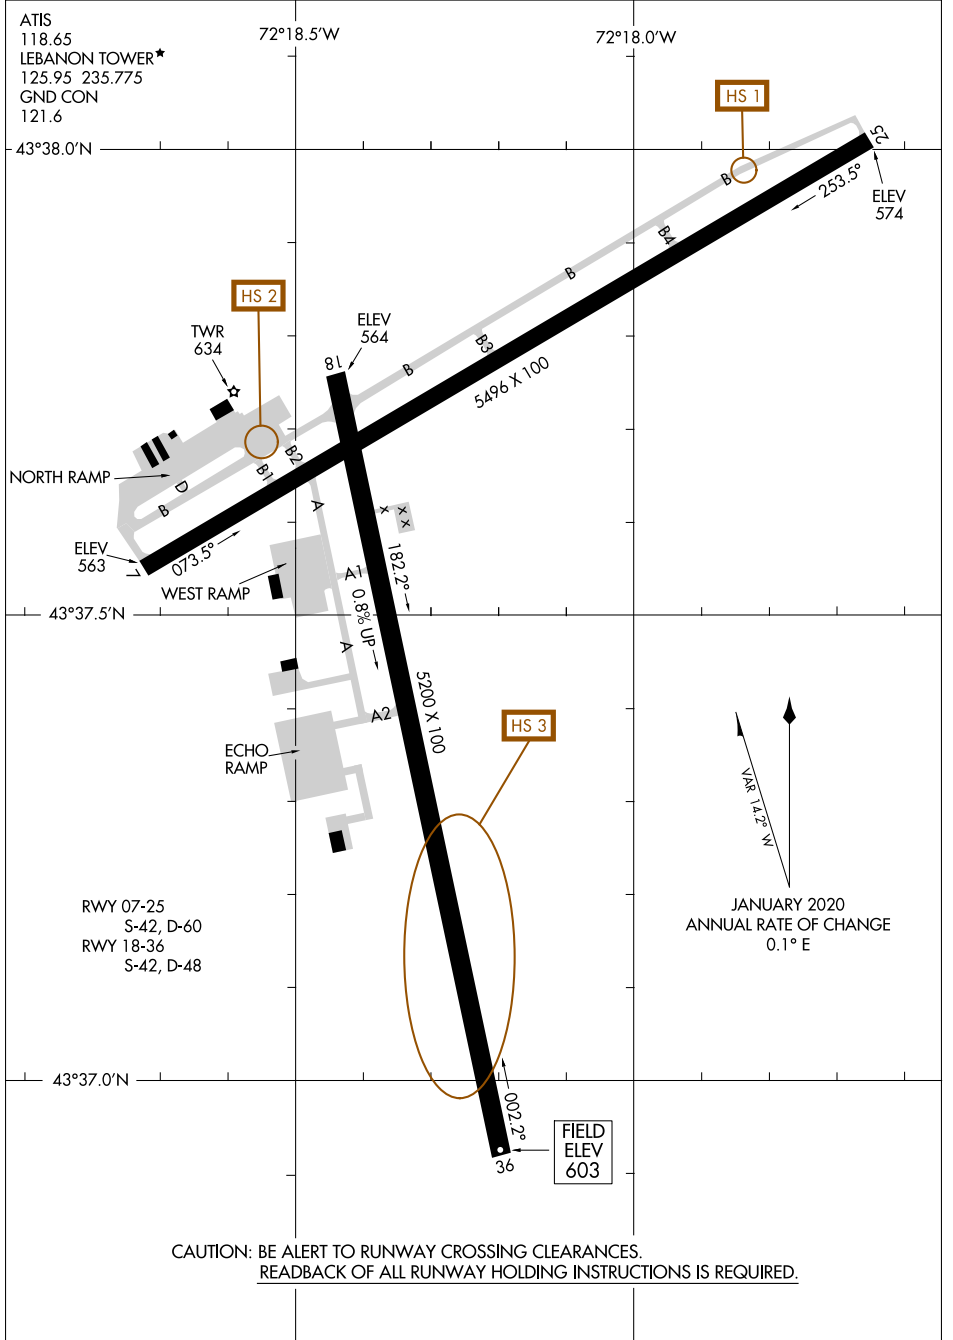 ATIS
118.65
LEBANON TOWER★
125.95 235.775
GND CON
121.6
72°18.5'W
72°18.0'W
HS 1
43°38.0'N
25
B
253.5°
ELEV
574
B4
B
HS 2
ELEV
564
TWR
634
18
B3
B
5496 X 100
B2
B1
NORTH RAMP
D
B
A
X
X X
ELEV
563
7
073.5°
182.2°
WEST RAMP
A1
0.8% UP
43°37.5'N
A
5200 X 100
A2
HS 3
ECHO
RAMP
VAR 14.2° W
RWY 07-25
S-42, D-60
RWY 18-36
S-42, D-48
JANUARY 2020
ANNUAL RATE OF CHANGE
0.1° E
43°37.0'N
002.2°
36
FIELD
ELEV
603
CAUTION: BE ALERT TO RUNWAY CROSSING CLEARANCES.
READBACK OF ALL RUNWAY HOLDING INSTRUCTIONS IS REQUIRED.